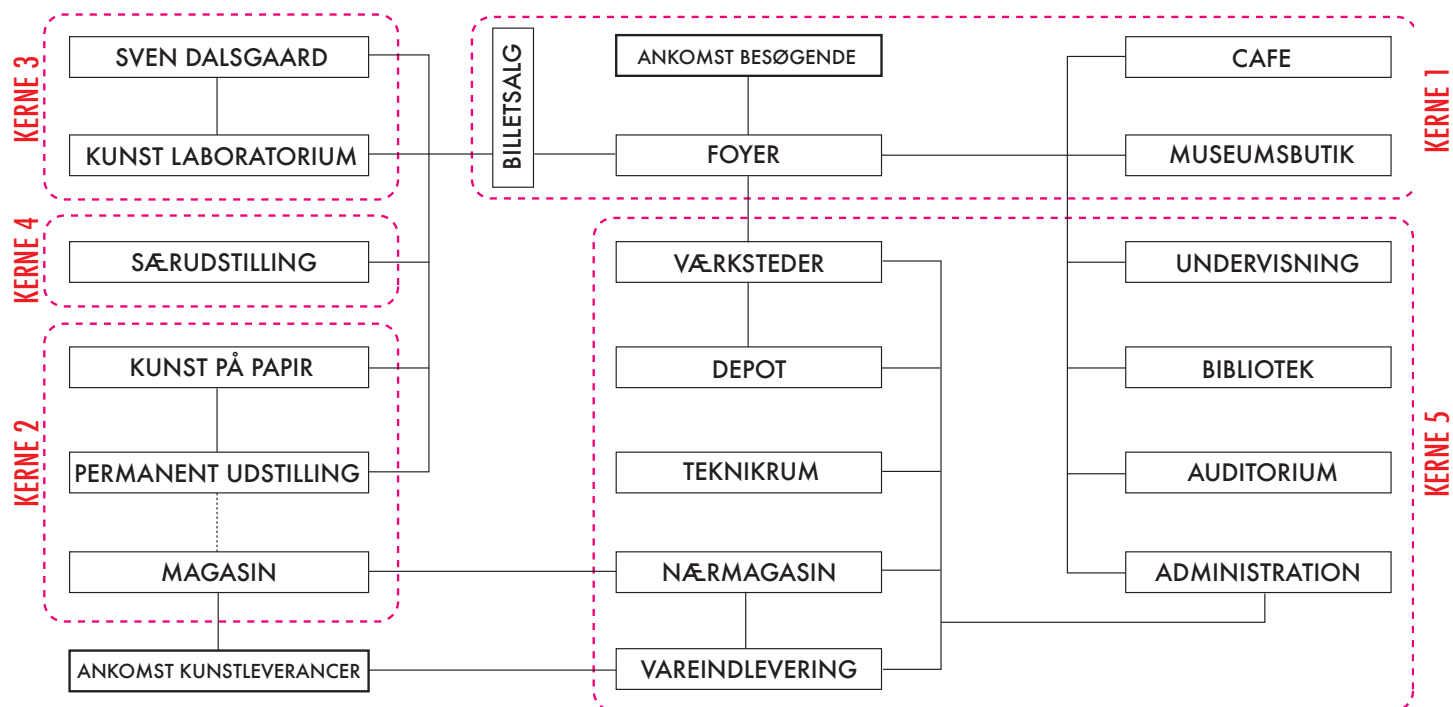 KERNE 3
SVEN DALSGAARD
KUNST LABORATORIUM
KERNE 4
SÆRUDSTILLING
KERNE 2
KUNST PÅ PAPIR
PERMANENT UDSTILLING
MAGASIN
ANKOMST KUNSTLEVERANCER
BILLETSALG
ANKOMST BESØGENDE
FOYER
CAFE
MUSEUMSBUTIK
KERNE 1
VÆRKSTEDER
DEPOT
TEKNIKRUM
NÆRMAGASIN
VAREINDLEVERING
UNDERVISNING
BIBLIOTEK
AUDITORIUM
ADMINISTRATION
KERNE 5